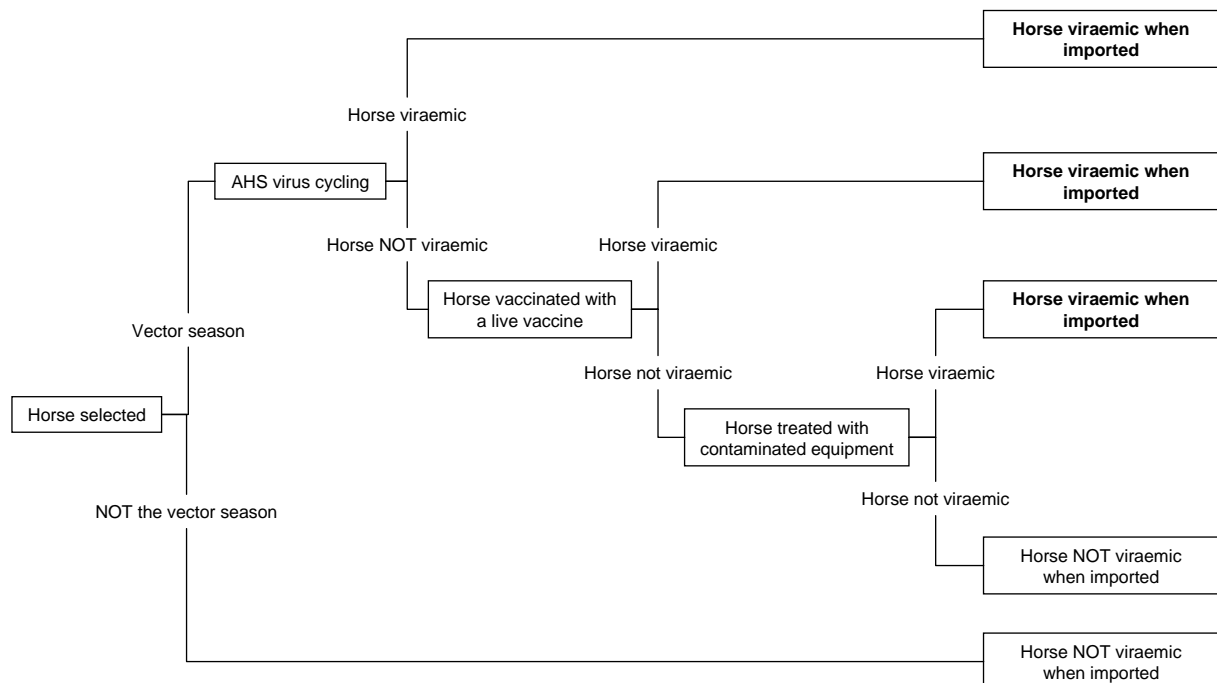 Horse viraemic when
imported
Horse viraemic
Horse viraemic when
imported
AHS virus cycling
Horse NOT viraemic
Horse viraemic
Horse viraemic when
imported
Horse vaccinated with
a live vaccine
Vector season
Horse not viraemic
Horse viraemic
Horse selected
Horse treated with
contaminated equipment
Horse not viraemic
NOT the vector season
Horse NOT viraemic
when imported
Horse NOT viraemic
when imported